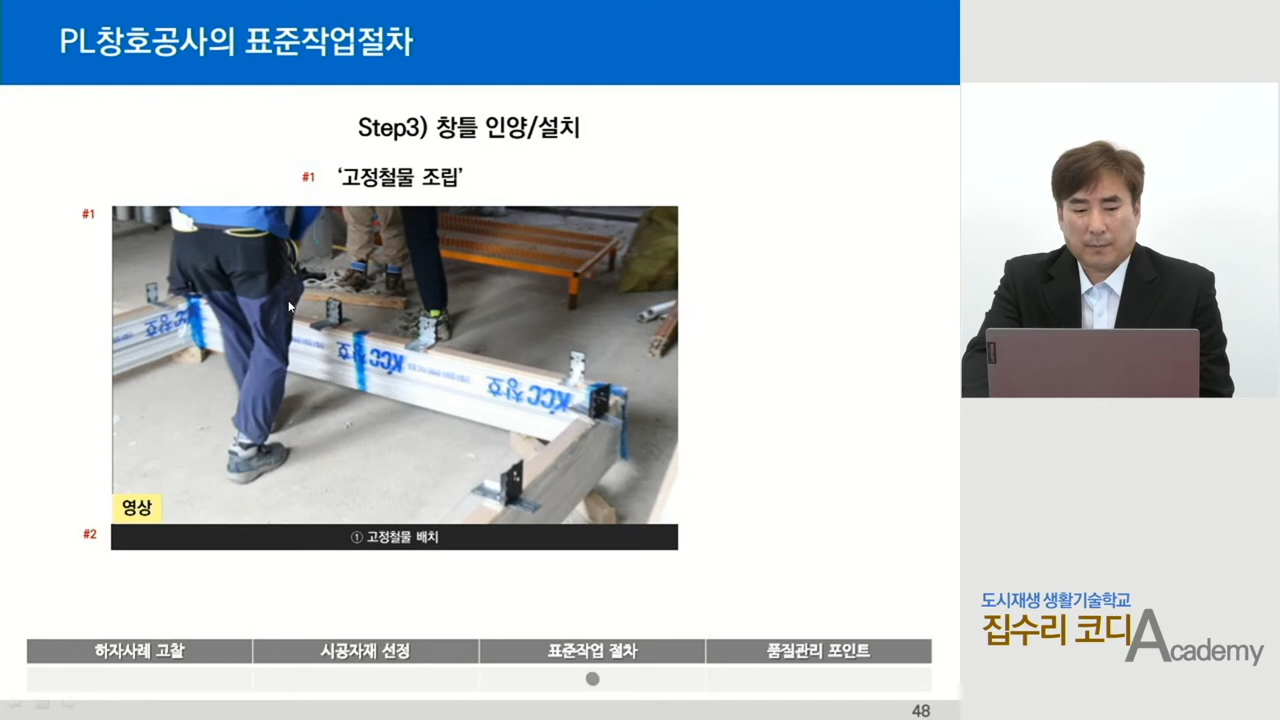 PL창호공사의 표준작업절차
Step3) 창틀 인양/설치
#1 ‘고정철물 조립’
#1
KCC창호
KCC창호
창호
영상
#2
① 고정철물 배치
하자사례 고찰 시공자재 선정 표준작업 절차 품질관리 포인트
48
도시재생 생활기술학교
집수리 코디Academy